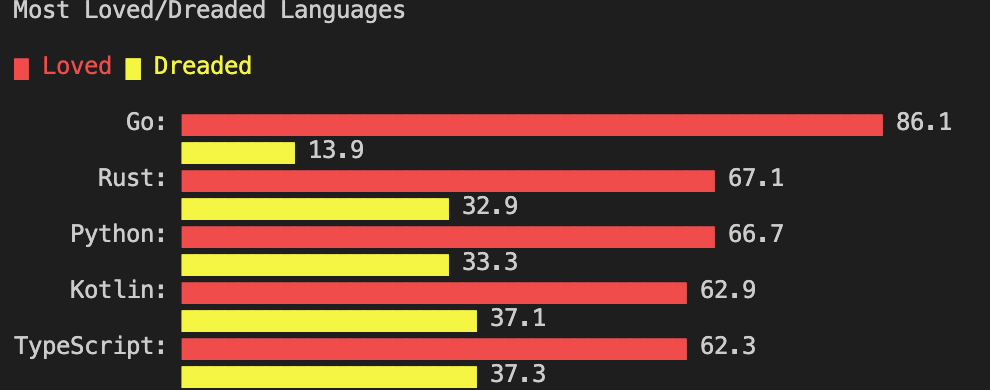 Most Loved/Dreaded Languages
Loved Dreaded
Go: 86.1
13.9
Rust: 67.1
32.9
Python: 66.7
33.3
Kotlin: 62.9
37.1
TypeScript: 62.3
37.3